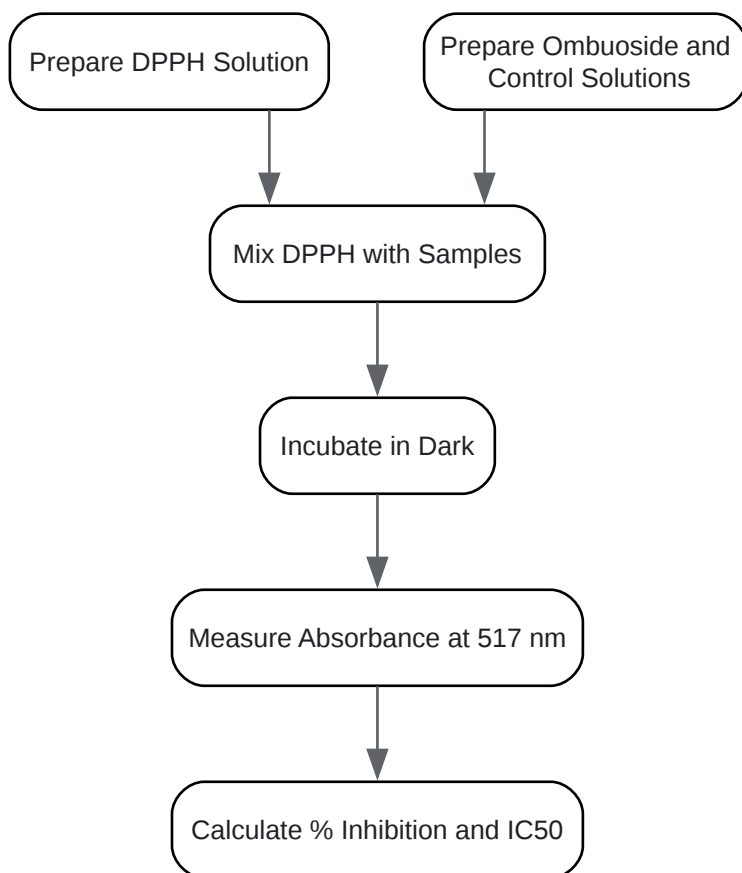 Prepare DPPH Solution
Prepare Ombuoside and
Control Solutions
Mix DPPH with Samples
Incubate in Dark
Measure Absorbance at 517 nm
Calculate % Inhibition and IC50